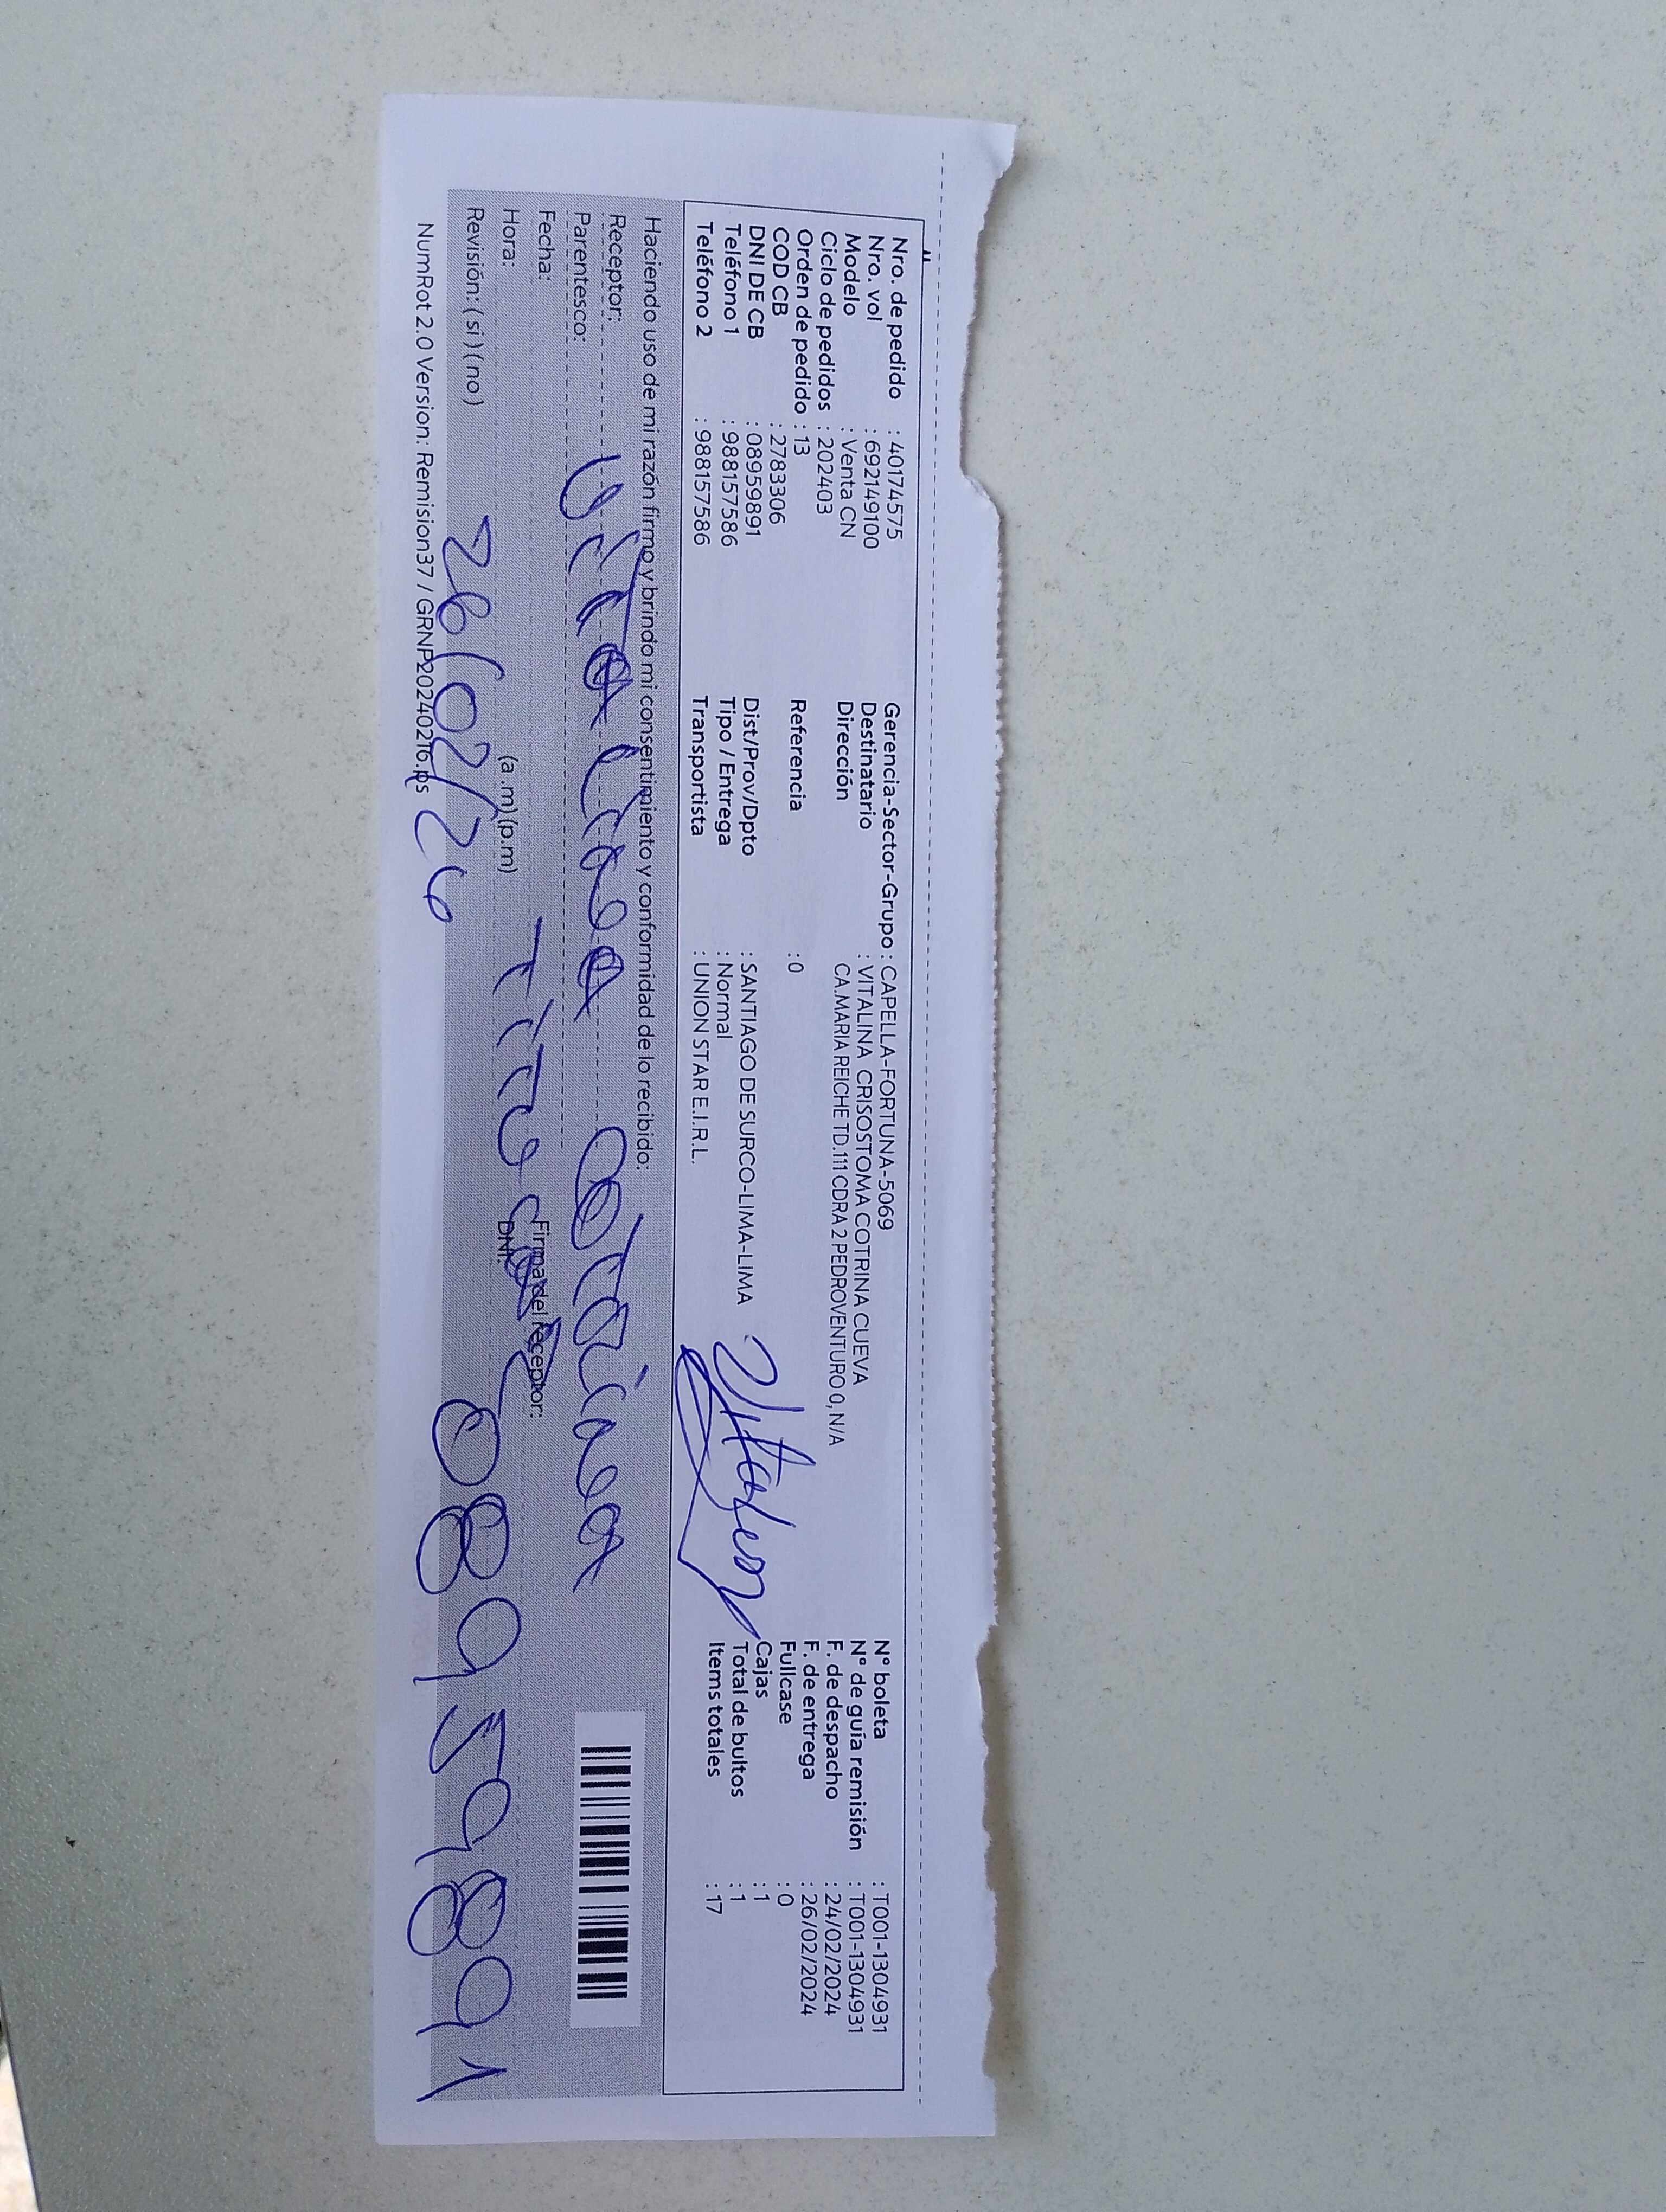 Nro. de pedido : 40174575 Gerencia-Sector-Grupo : CAPELLA-FORTUNA-5069 N° boleta : T001-1304931
Nro. vol : 692149100 Destinatario : VITALINA CRISOSTOMA COTRINA CUEVA N° de guía remisión : T001-1304931
Modelo : Venta CN Dirección CA.MARIA REICHE TD.111 CDRA 2 PEDROVENTURO 0, N/A F. de despacho : 24/02/2024
Ciclo de pedidos : 202403 F. de entrega : 26/02/2024
Orden de pedido : 13 Referencia : 0 Fullcase : 0
COD CB : 2783306 Cajas : 1
DNI DE CB : 08959891 Dist/Prov/Dpto : SANTIAGO DE SURCO-LIMA-LIMA Total de bultos : 1
Teléfono 1 : 988157586 Tipo / Entrega : Normal Items totales : 17
Teléfono 2 : 988157586 Transportista : UNION STAR E.I.R.L.
Haciendo uso de mi razón firmo y brindo mi consentimiento y conformidad de lo recibido:
Receptor: Vitalina Cotrina
Parentesco:
Fecha: Titular Firma del receptor:
Hora: (a.m) (p.m) DNI: 08959891
Revisión: ( si ) ( no ) 26/02/24
NumRot 2.0 Version: Remision37 / GRNP20240216.ps